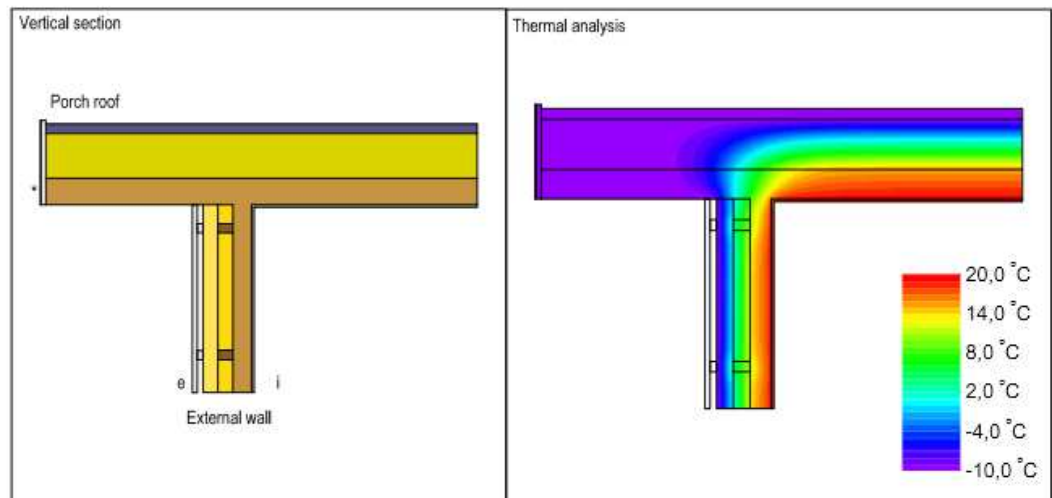 Vertical section
Porch roof
*
e
i
External wall
Thermal analysis
20,0 °C
14,0 °C
8,0 °C
2,0 °C
-4,0 °C
-10,0 °C